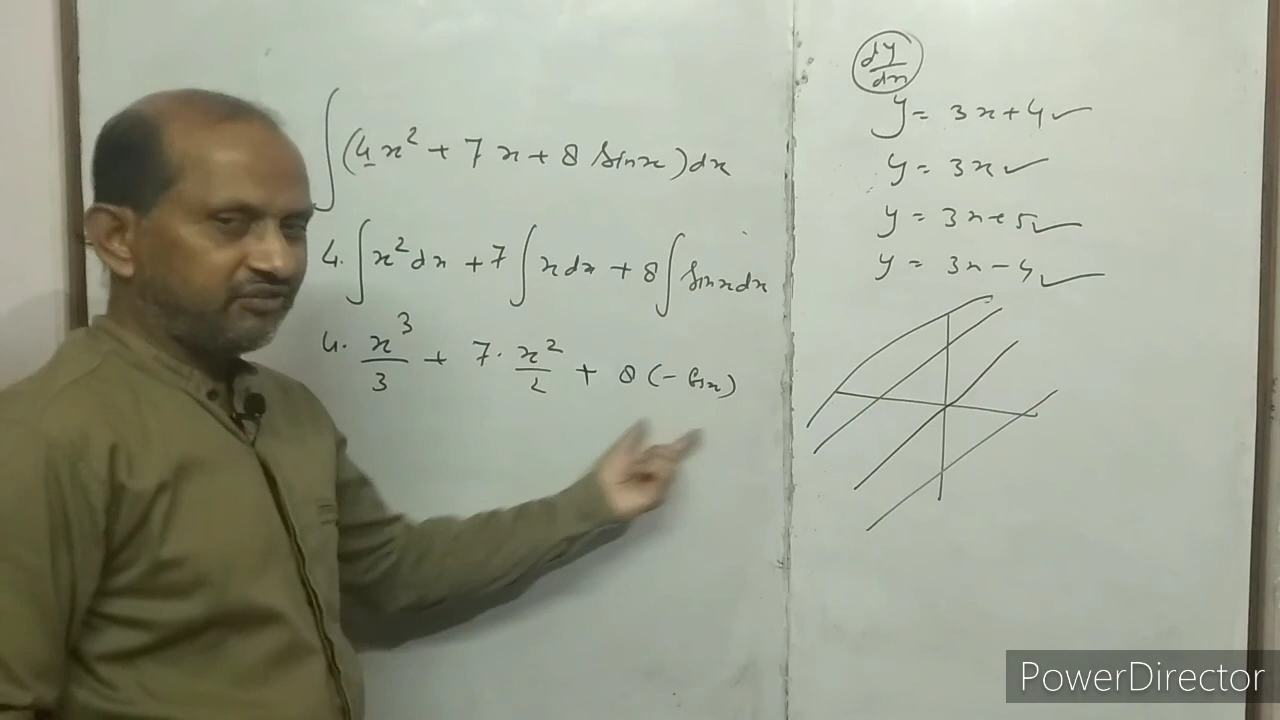 ∫(4x² + 7x + 8 sinx)dx
4.∫x²dx + 7∫xdx + 8∫sinxdx
4. x³/3 + 7. x²/2 + 8(-cosx)
dy/dx
y = 3x+4✓
y = 3x✓
y = 3x+5✓
y = 3x-4✓
PowerDirector